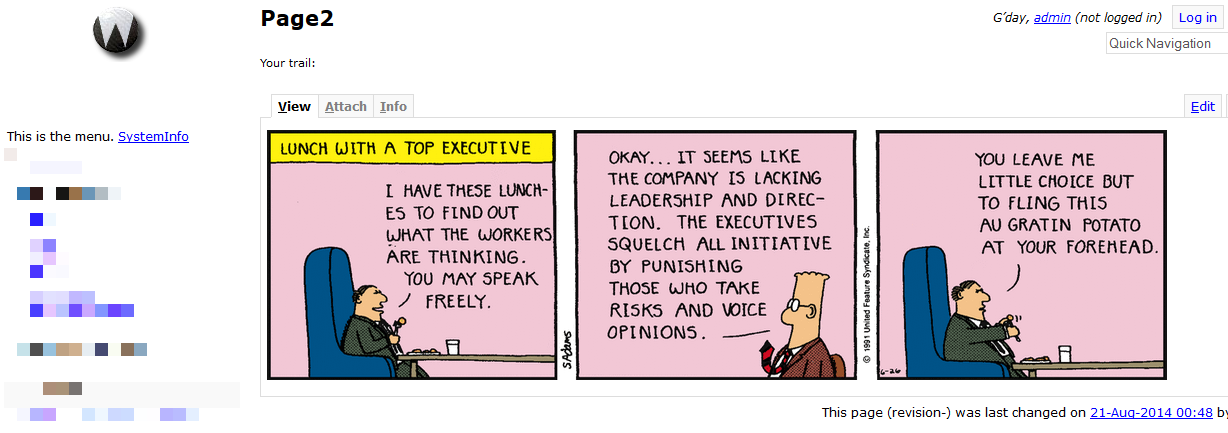 W
Page2
G'day, admin (not logged in) Log in
Quick Navigation
Your trail:
View Attach Info Edit
This is the menu. SystemInfo
LUNCH WITH A TOP EXECUTIVE
I HAVE THESE LUNCH-
ES TO FIND OUT
WHAT THE WORKERS
ARE THINKING.
YOU MAY SPEAK
FREELY.
SAdams
OKAY... IT SEEMS LIKE
THE COMPANY IS LACKING
LEADERSHIP AND DIREC-
TION. THE EXECUTIVES
SQUELCH ALL INITIATIVE
BY PUNISHING
THOSE WHO TAKE
RISKS AND VOICE
OPINIONS.
© 1991 United Feature Syndicate, Inc.
YOU LEAVE ME
LITTLE CHOICE BUT
TO FLING THIS
AU GRATIN POTATO
AT YOUR FOREHEAD.
6-26
This page (revision-) was last changed on 21-Aug-2014 00:48 by